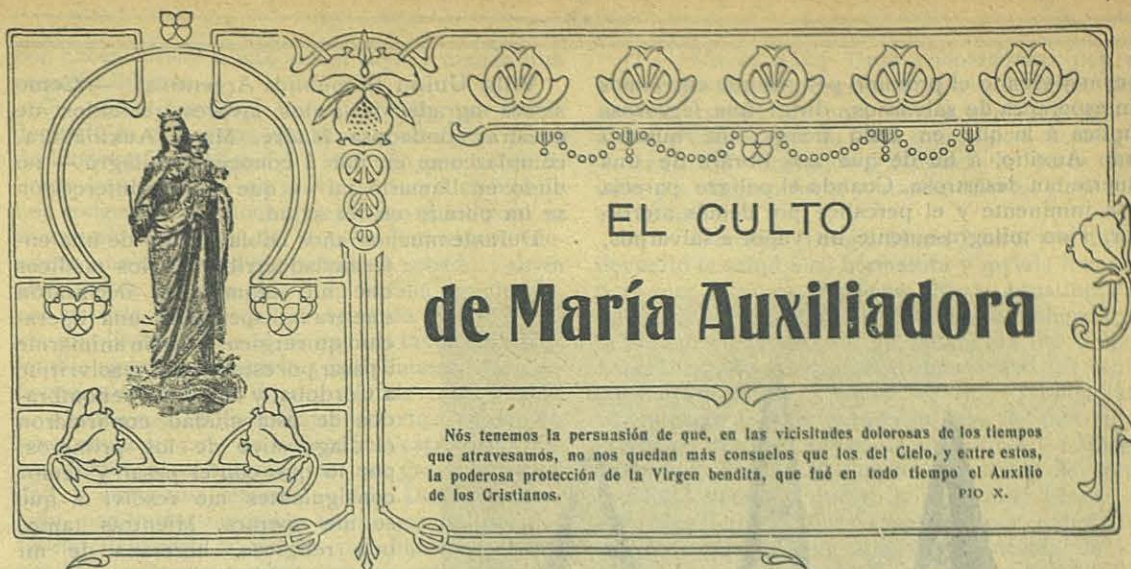 EL CULTO
de María Auxiliadora
Nós tenemos la persuasión de que, en las vicisitudes dolorosas de los tiempos
que atravesamos, no nos quedan más consuelos que los del Cielo, y entre estos,
la poderosa protección de la Virgen bendita, que fué en todo tiempo el Auxilio
de los Cristianos.
PIO X.